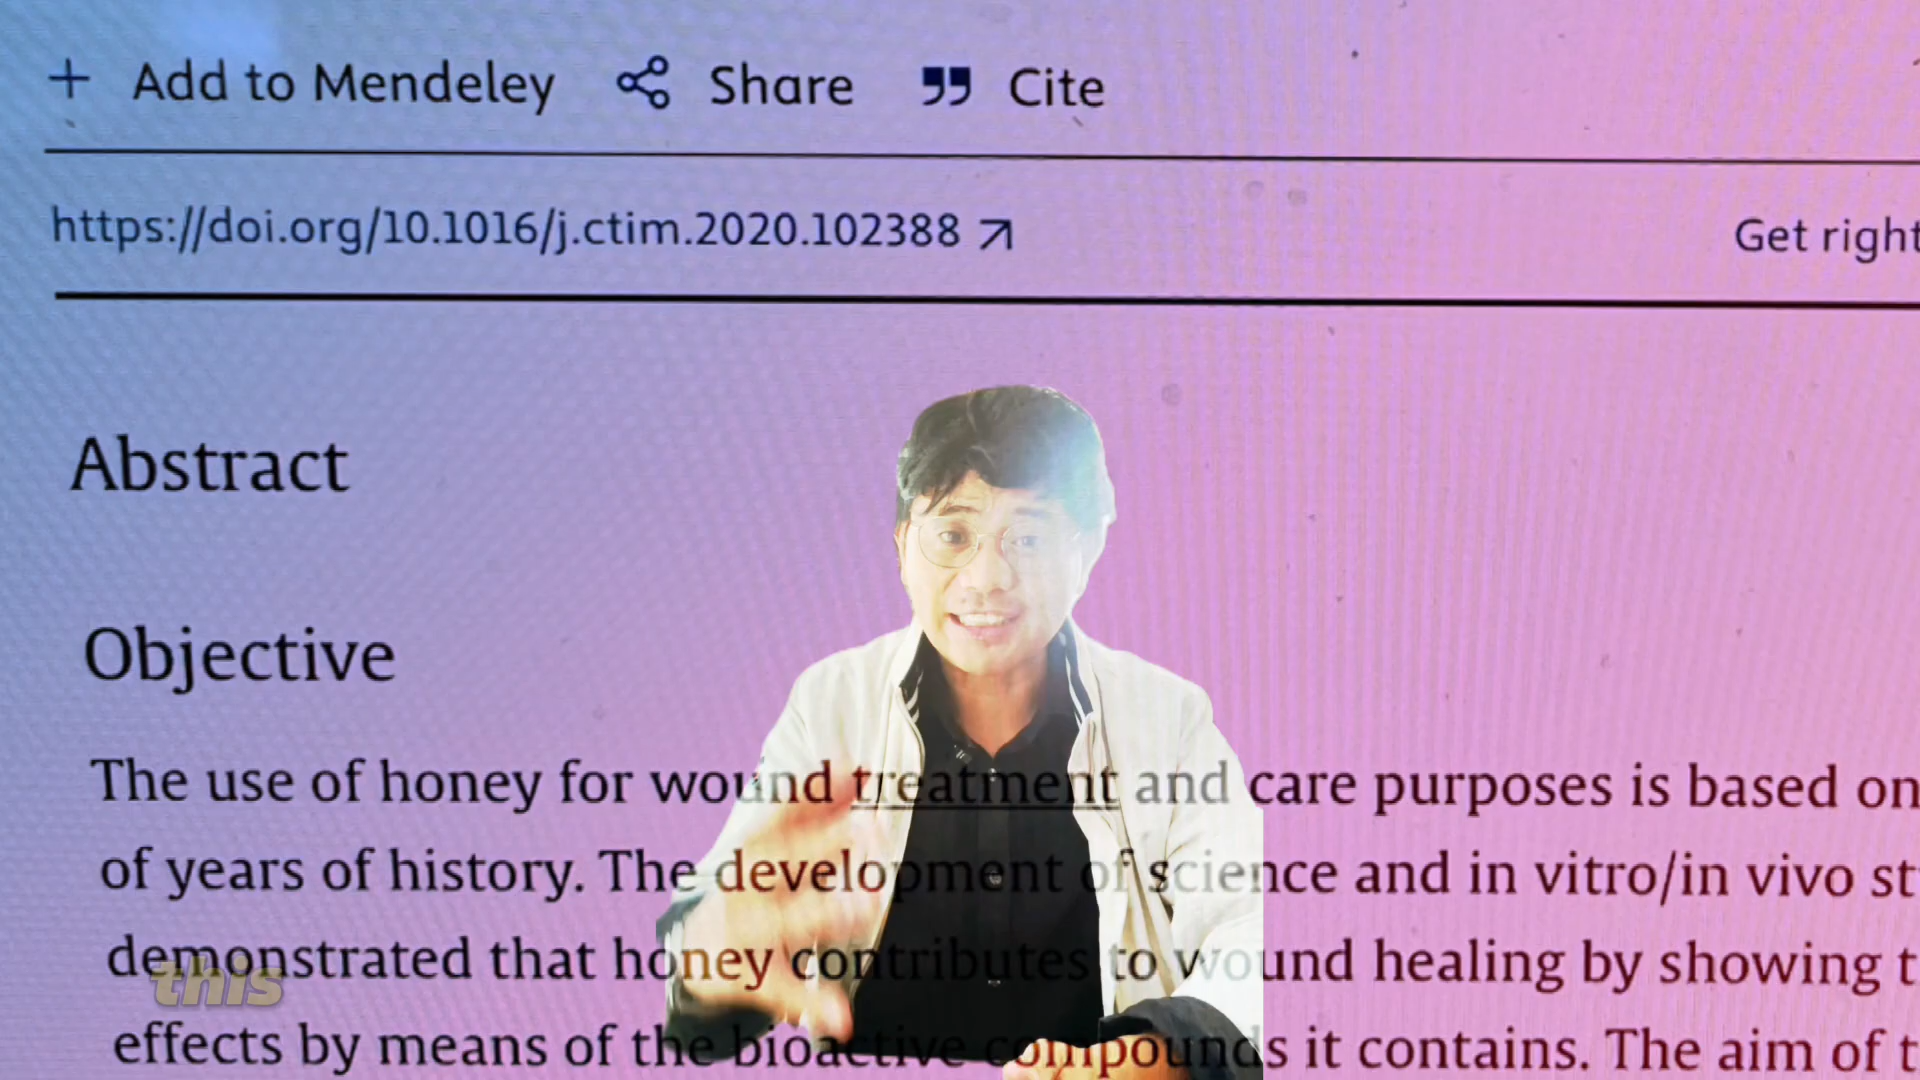 + Add to Mendeley Share Cite
https://doi.org/10.1016/j.ctim.2020.102388
Get right
Abstract
Objective
The use of honey for wound treatment and care purposes is based on
of years of history. The development of science and in vitro/in vivo st
demonstrated that honey contributes to wound healing by showing t
this
effects by means of the bioactive compounds it contains. The aim of t